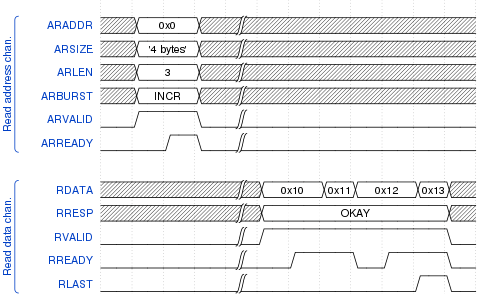 Read address chan.
ARADDR 0x0
ARSIZE '4 bytes'
ARLEN 3
ARBURST INCR
ARVALID
ARREADY
Read data chan.
RDATA 0x10 0x11 0x12 0x13
RRESP OKAY
RVALID
RREADY
RLAST